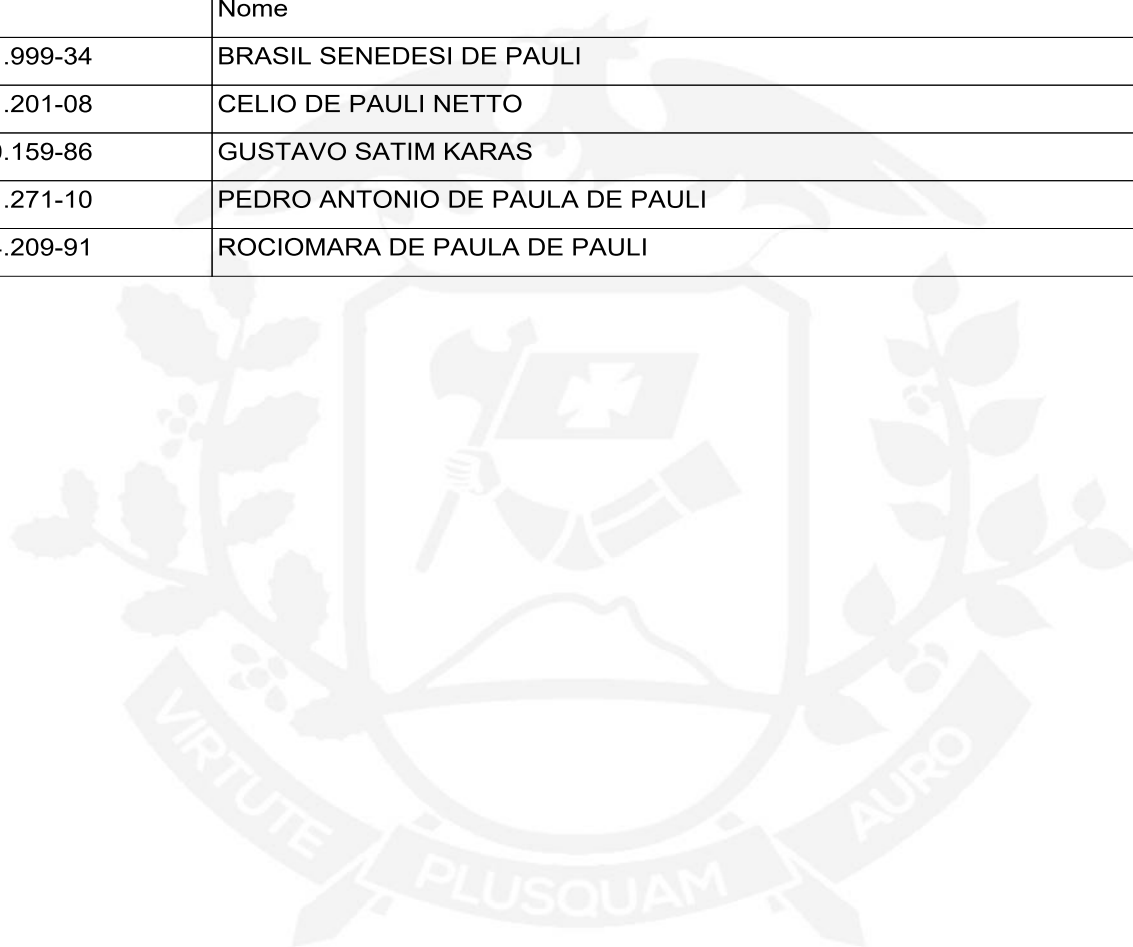 Nome
.999-34 BRASIL SENEDESI DE PAULI
.201-08 CELIO DE PAULI NETTO
.159-86 GUSTAVO SATIM KARAS
.271-10 PEDRO ANTONIO DE PAULA DE PAULI
.209-91 ROCIOMARA DE PAULA DE PAULI
VIRTUTE PLUSQUAM AURO